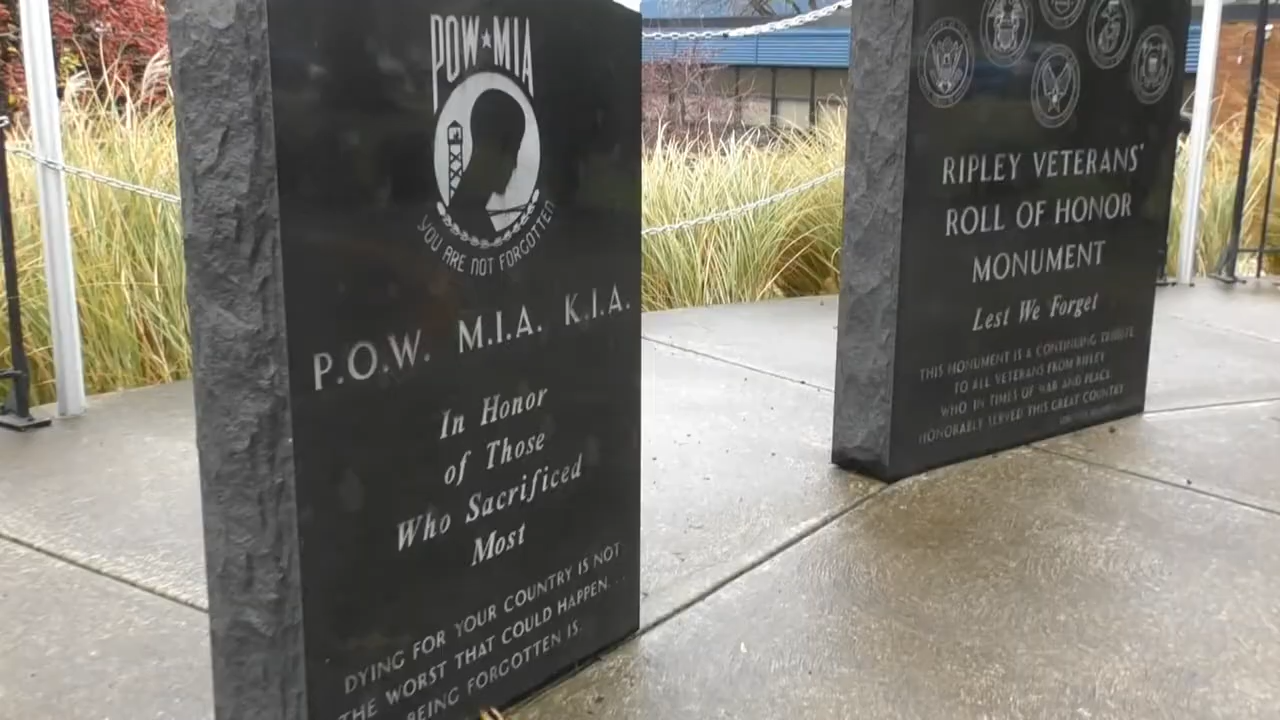 POW★MIA
YOU ARE NOT FORGOTTEN
P.O.W. M.I.A. K.I.A.
In Honor
of Those
Who Sacrificed
Most
DYING FOR YOUR COUNTRY IS NOT
THE WORST THAT COULD HAPPEN...
BEING FORGOTTEN IS.
RIPLEY VETERANS'
ROLL OF HONOR
MONUMENT
Lest We Forget
THIS MONUMENT IS A CONTINUING TRIBUTE
TO ALL VETERANS FROM RIPLEY
WHO IN TIMES OF WAR AND PEACE
HONORABLY SERVED THIS GREAT COUNTRY